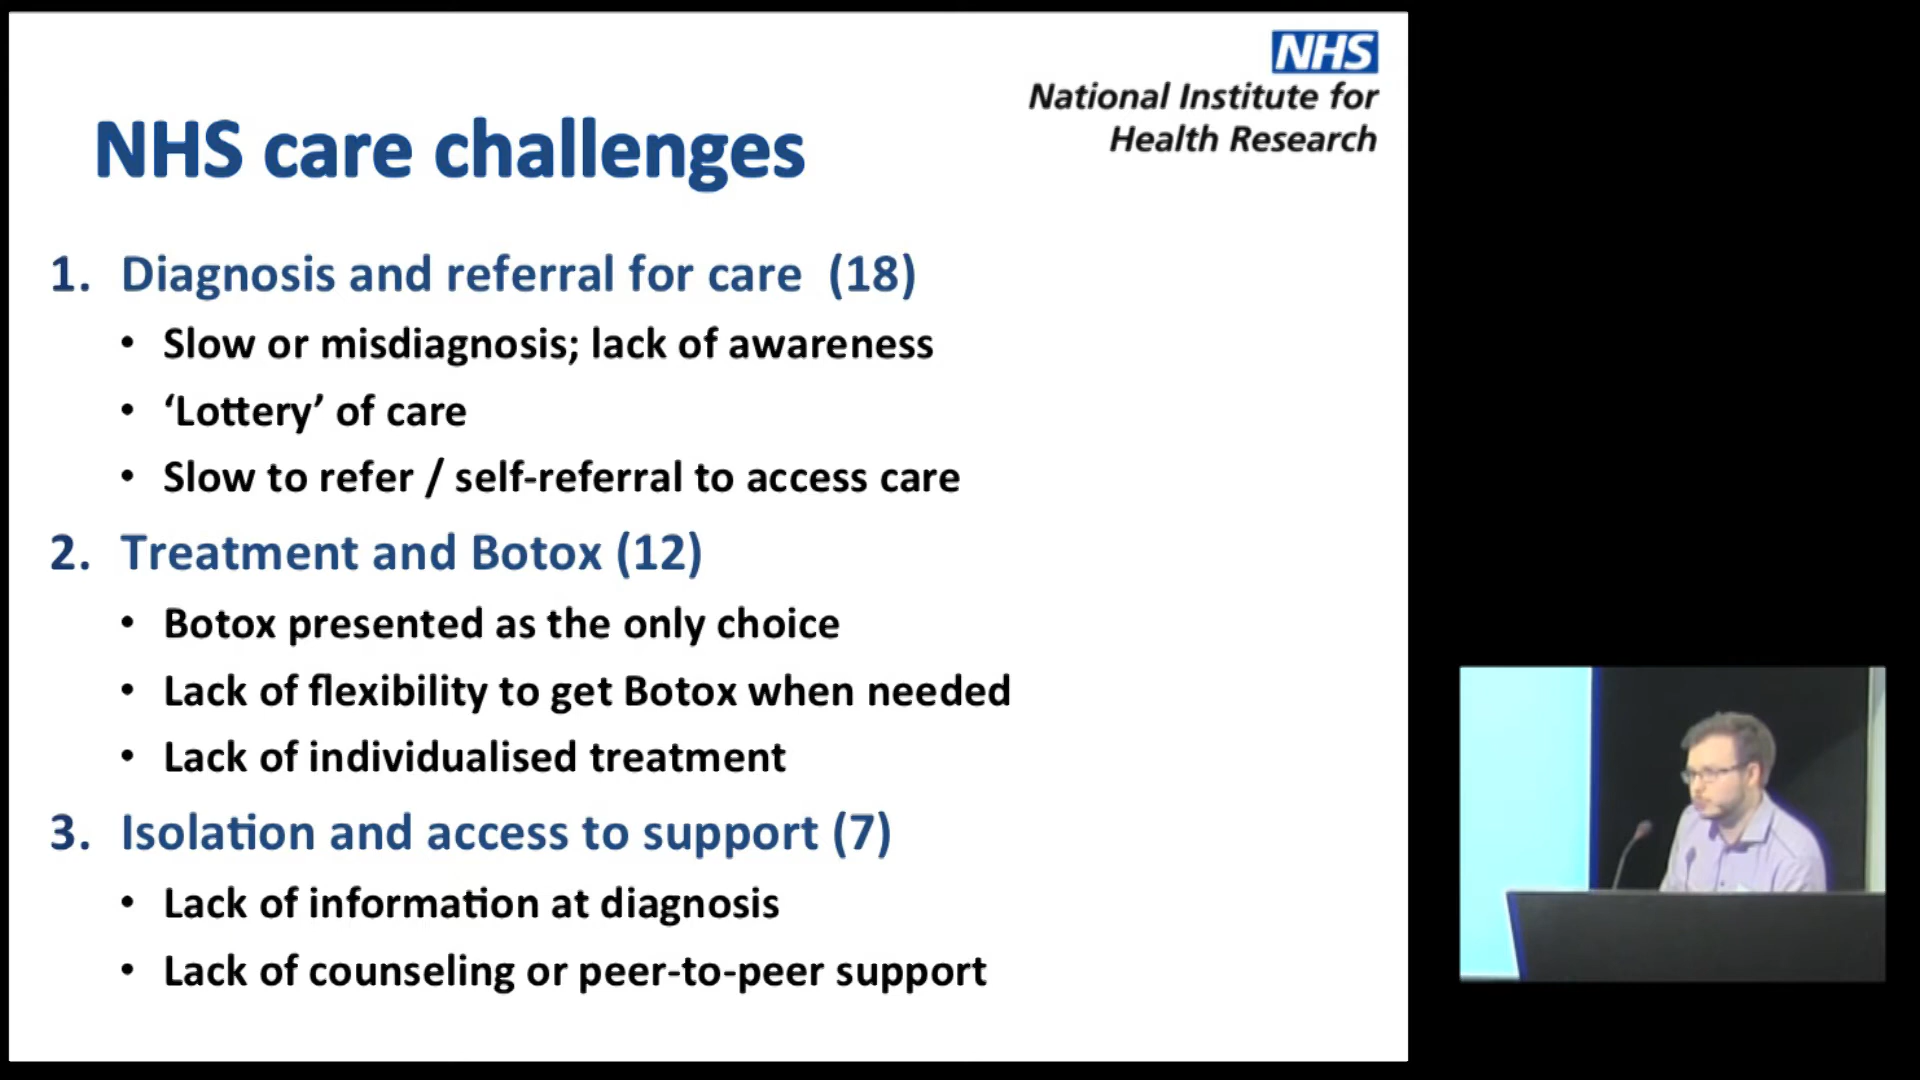 NHS
National Institute for
Health Research
NHS care challenges
1. Diagnosis and referral for care (18)
• Slow or misdiagnosis; lack of awareness
• ‘Lottery’ of care
• Slow to refer / self-referral to access care
2. Treatment and Botox (12)
• Botox presented as the only choice
• Lack of flexibility to get Botox when needed
• Lack of individualised treatment
3. Isolation and access to support (7)
• Lack of information at diagnosis
• Lack of counseling or peer-to-peer support